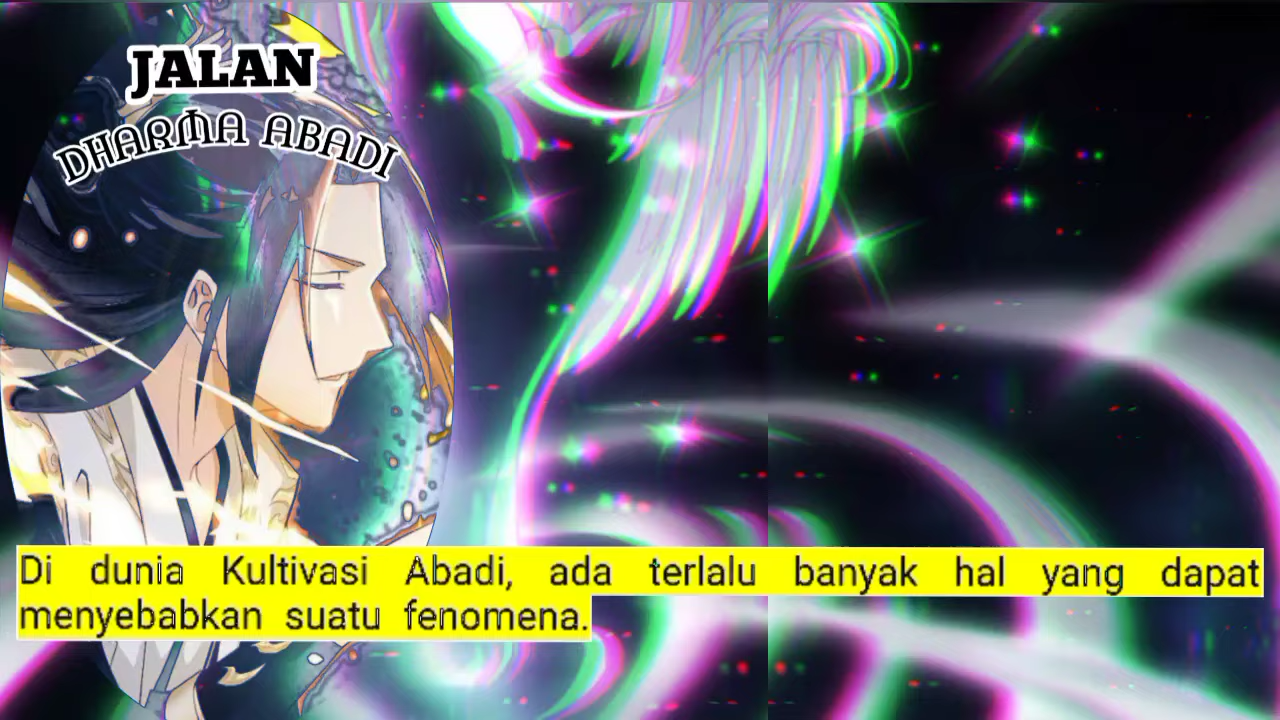 JALAN
DHARMA ABADI
Di dunia Kultivasi Abadi, ada terlalu banyak hal yang dapat
menyebabkan suatu fenomena.